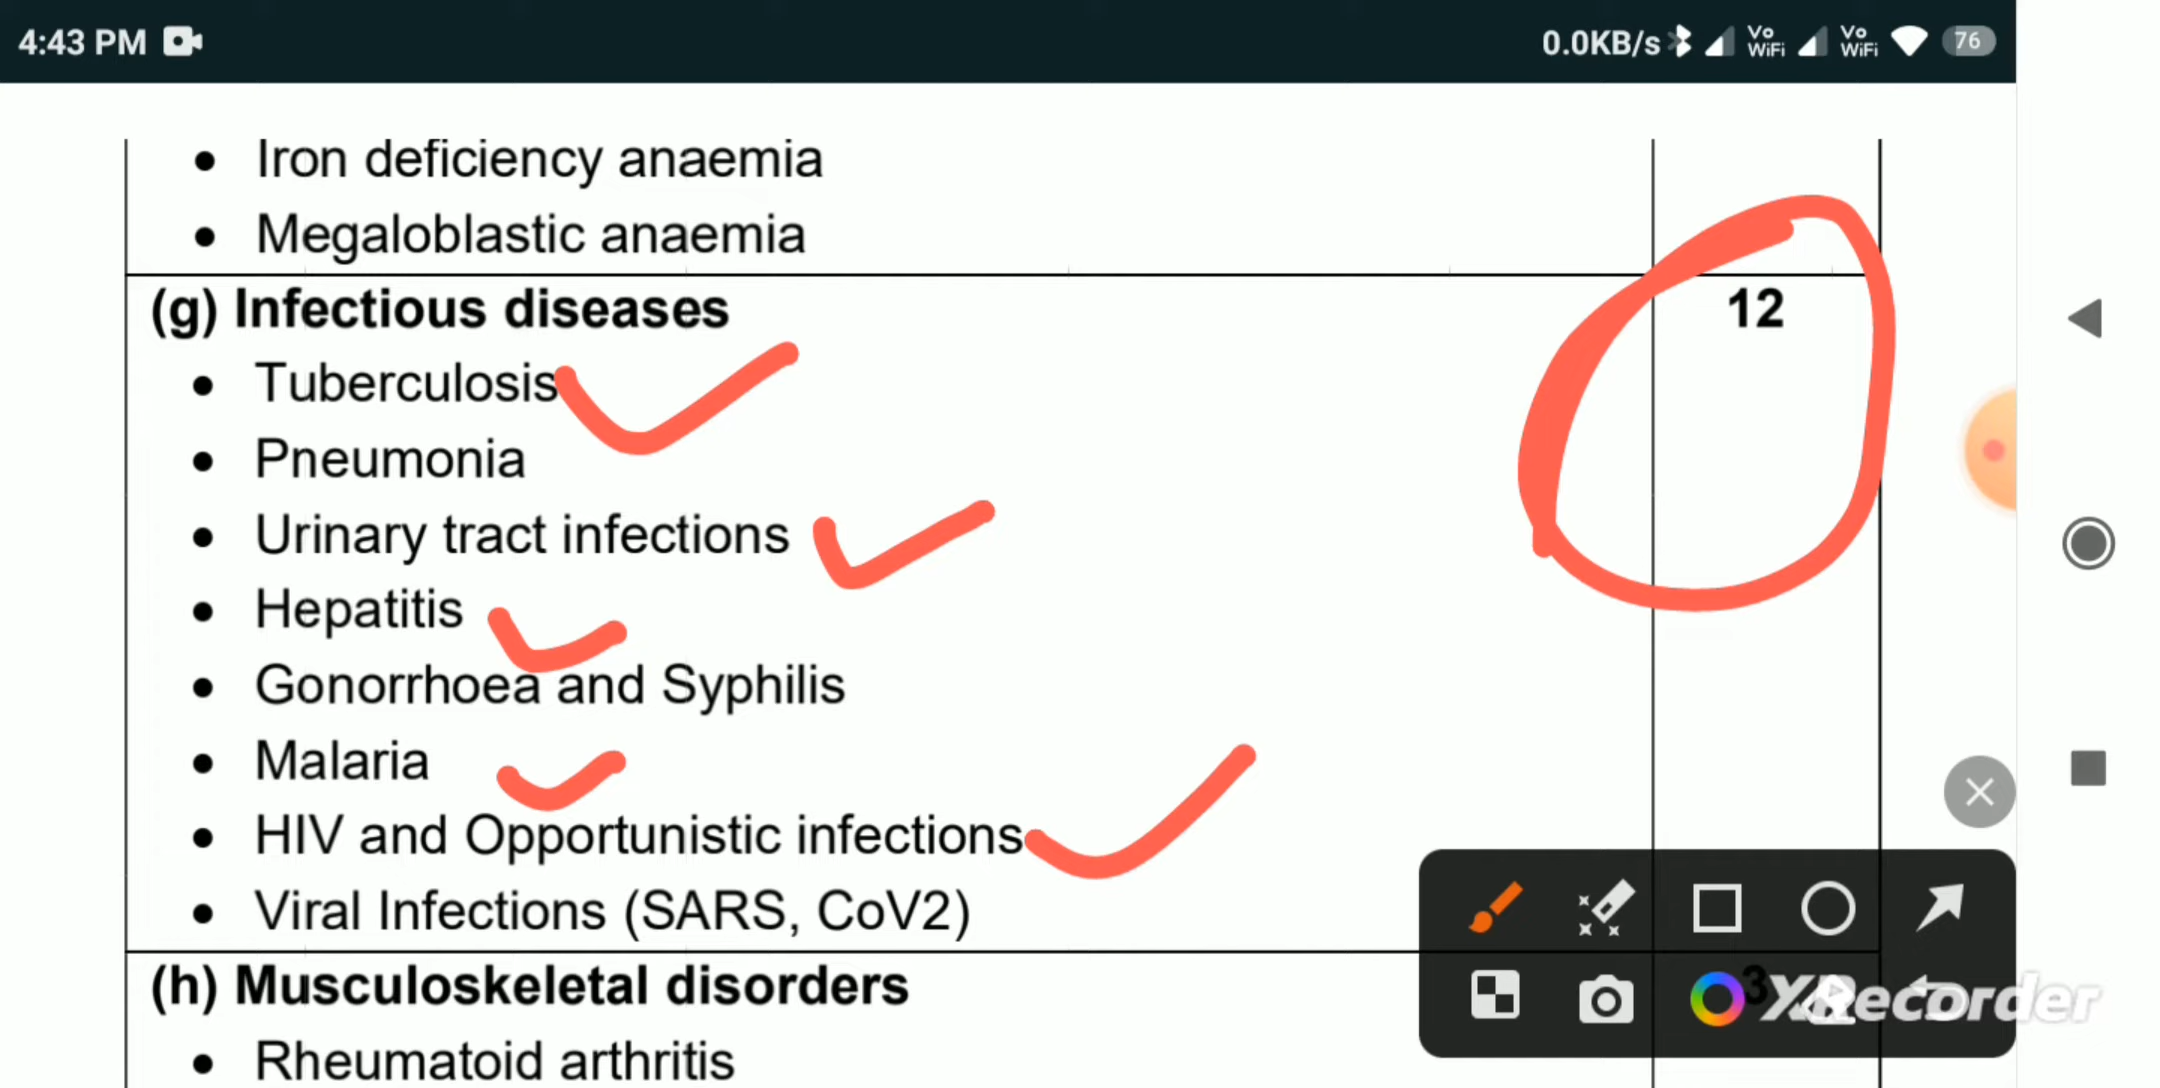 4:43 PM 0.0KB/s Vo WiFi Vo WiFi 76
• Iron deficiency anaemia
• Megaloblastic anaemia
(g) Infectious diseases 12
• Tuberculosis
• Pneumonia
• Urinary tract infections
• Hepatitis
• Gonorrhoea and Syphilis
• Malaria
• HIV and Opportunistic infections
• Viral Infections (SARS, CoV2)
(h) Musculoskeletal disorders 3
XRecorder
• Rheumatoid arthritis